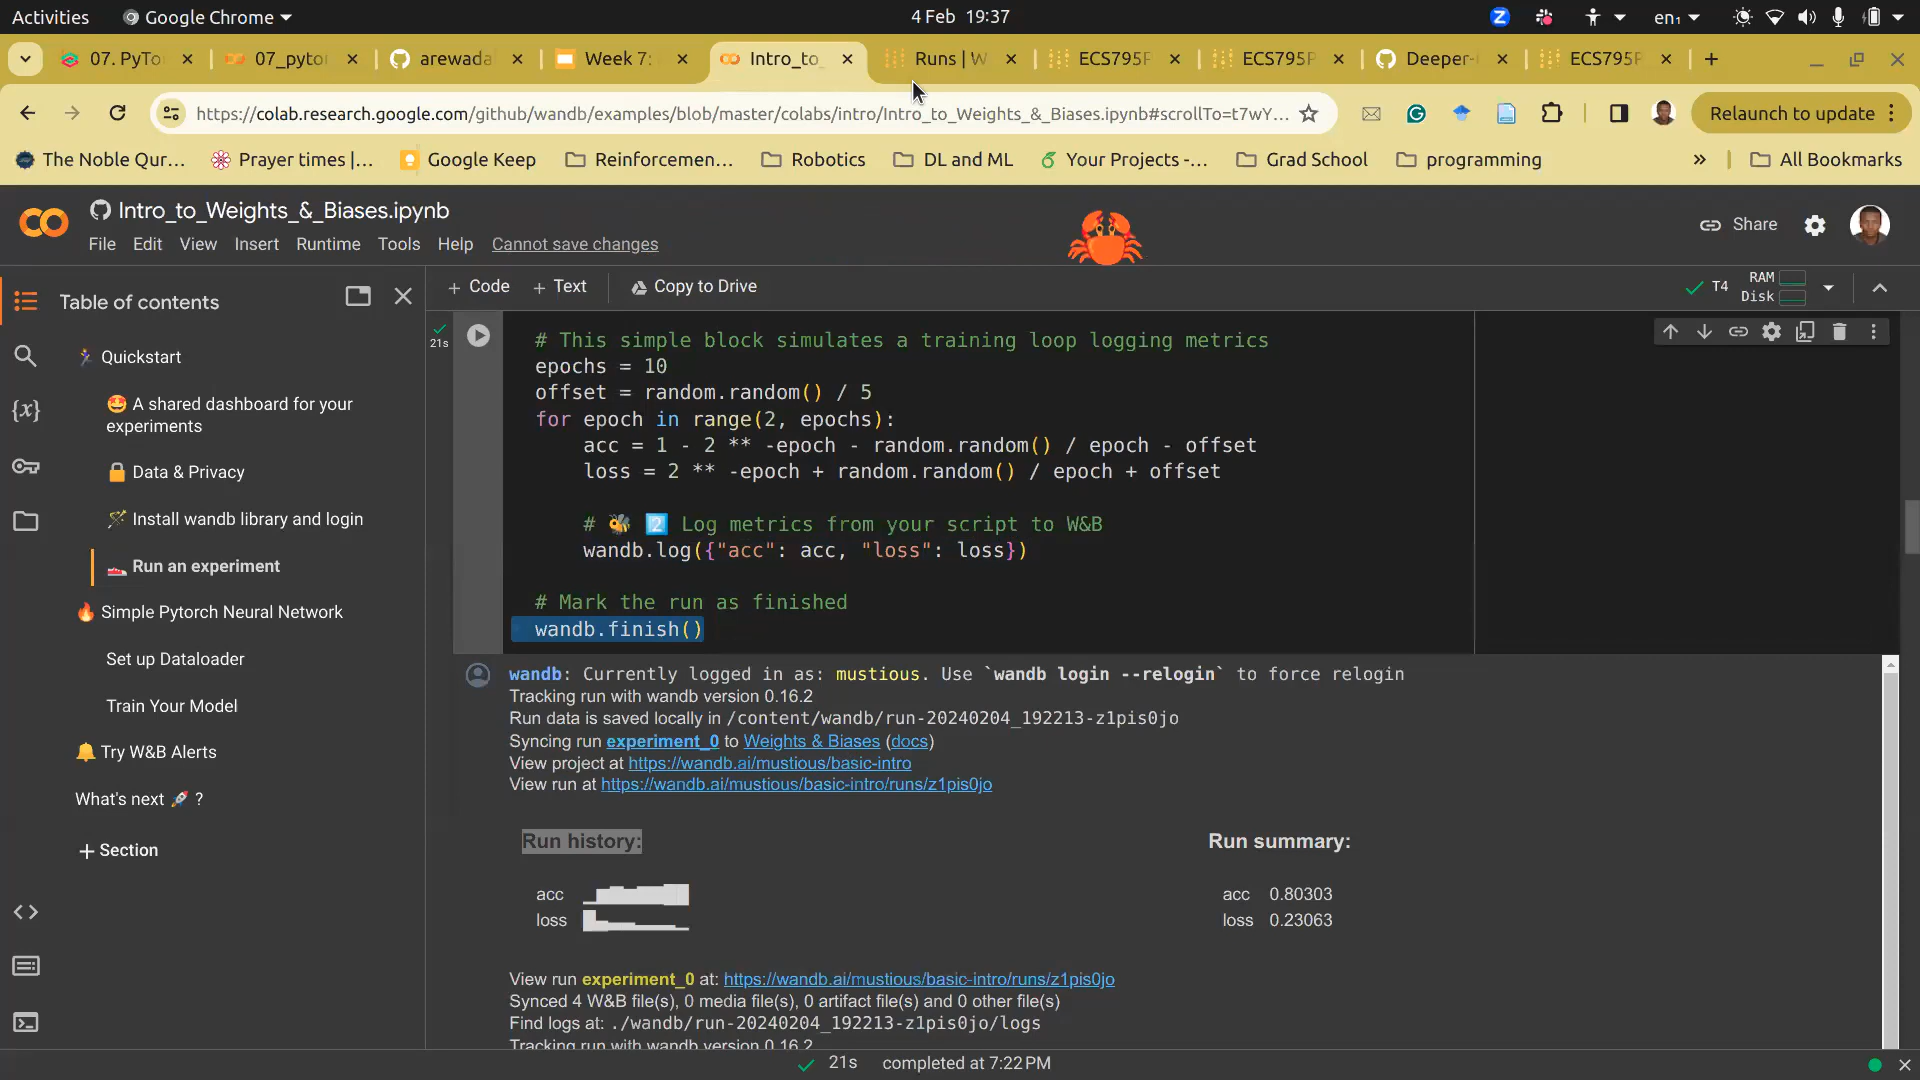 Activities
Google Chrome
4 Feb 19:37
en₁
07. PyTo
07_pyto
arewada
Week 7:
Intro_to_
Runs | W
ECS795P
ECS795P
Deeper-
ECS795P
https://colab.research.google.com/github/wandb/examples/blob/master/colabs/intro/Intro_to_Weights_&_Biases.ipynb#scrollTo=t7wY...
Relaunch to update
The Noble Qur...
Prayer times |...
Google Keep
Reinforcemen...
Robotics
DL and ML
Your Projects -...
Grad School
programming
»
All Bookmarks
Intro_to_Weights_&_Biases.ipynb
File Edit View Insert Runtime Tools Help Cannot save changes
Share
+ Code + Text Copy to Drive
T4
RAM
Disk
Table of contents
Quickstart
A shared dashboard for your
experiments
Data & Privacy
Install wandb library and login
Run an experiment
Simple Pytorch Neural Network
Set up Dataloader
Train Your Model
Try W&B Alerts
What's next 🚀 ?
+ Section
{x}
21s
# This simple block simulates a training loop logging metrics
epochs = 10
offset = random.random() / 5
for epoch in range(2, epochs):
acc = 1 - 2 ** -epoch - random.random() / epoch - offset
loss = 2 ** -epoch + random.random() / epoch + offset
# 🐝 2️⃣ Log metrics from your script to W&B
wandb.log({"acc": acc, "loss": loss})
# Mark the run as finished
wandb.finish()
wandb: Currently logged in as: mustious. Use `wandb login --relogin` to force relogin
Tracking run with wandb version 0.16.2
Run data is saved locally in /content/wandb/run-20240204_192213-z1pis0jo
Syncing run experiment_0 to Weights & Biases (docs)
View project at https://wandb.ai/mustious/basic-intro
View run at https://wandb.ai/mustious/basic-intro/runs/z1pis0jo
Run history:
acc
loss
Run summary:
acc 0.80303
loss 0.23063
View run experiment_0 at: https://wandb.ai/mustious/basic-intro/runs/z1pis0jo
Synced 4 W&B file(s), 0 media file(s), 0 artifact file(s) and 0 other file(s)
Find logs at: ./wandb/run-20240204_192213-z1pis0jo/logs
Tracking run with wandb version 0.16.2
21s completed at 7:22 PM